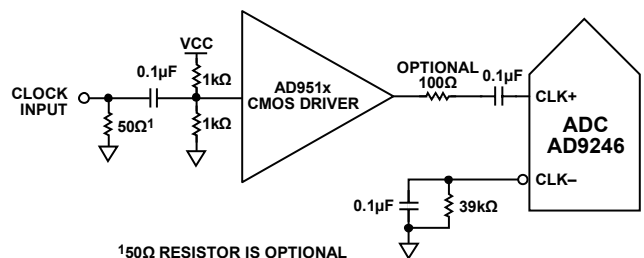 VCC
0.1µF
1kΩ
CLOCK
INPUT
50Ω¹
1kΩ
AD951x
CMOS DRIVER
OPTIONAL
100Ω
0.1µF
CLK+
ADC
AD9246
CLK–
0.1µF
39kΩ
¹50Ω RESISTOR IS OPTIONAL